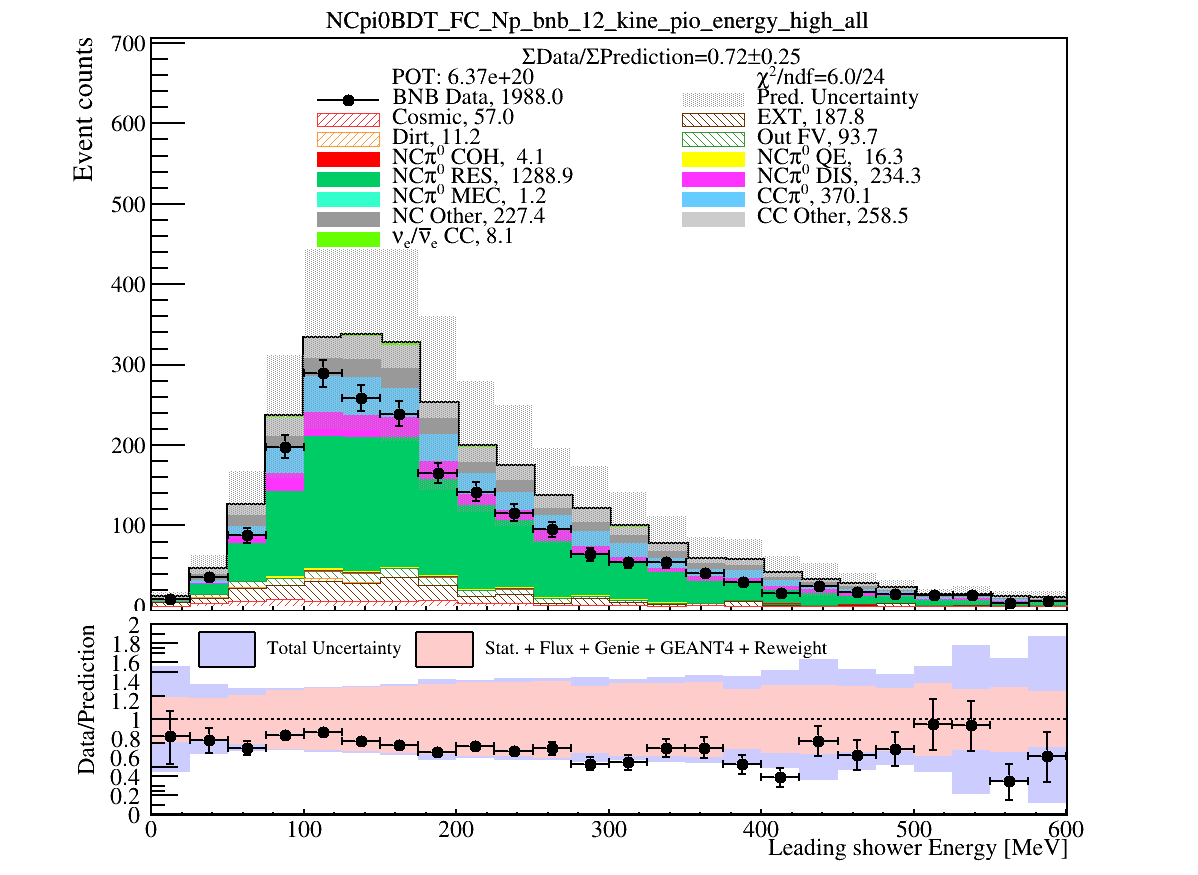 NCpi0BDT_FC_Np_bnb_12_kine_pio_energy_high_all
ΣData/ΣPrediction=0.72±0.25
POT: 6.37e+20
χ²/ndf=6.0/24
BNB Data, 1988.0
Pred. Uncertainty
Cosmic, 57.0
EXT, 187.8
Dirt, 11.2
Out FV, 93.7
NCπ⁰ COH, 4.1
NCπ⁰ QE, 16.3
NCπ⁰ RES, 1288.9
NCπ⁰ DIS, 234.3
NCπ⁰ MEC, 1.2
CCπ⁰, 370.1
NC Other, 227.4
CC Other, 258.5
νₑ/ν̅ₑ CC, 8.1
Event counts
700
600
500
400
300
200
100
0
Total Uncertainty
Stat. + Flux + Genie + GEANT4 + Reweight
Data/Prediction
2
1.8
1.6
1.4
1.2
1
0.8
0.6
0.4
0.2
0
0 100 200 300 400 500 600
Leading shower Energy [MeV]